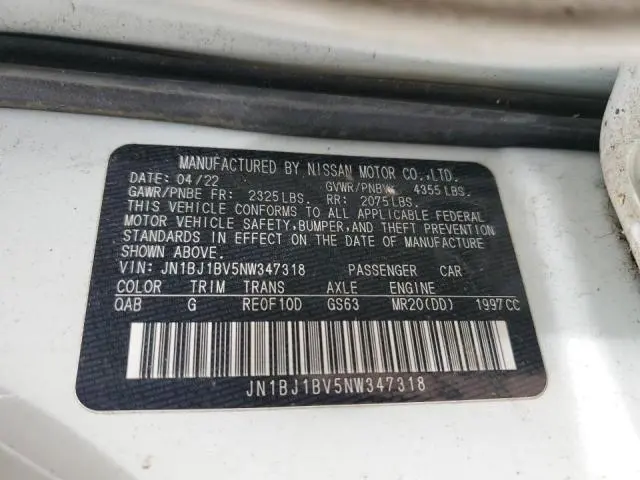 MANUFACTURED BY NISSAN MOTOR CO.,LTD.
DATE: 04/22 GVWR/PNBV: 4355 LBS.
GAWR/PNBE FR: 2325 LBS. RR: 2075 LBS.
THIS VEHICLE CONFORMS TO ALL APPLICABLE FEDERAL
MOTOR VEHICLE SAFETY,BUMPER,AND THEFT PREVENTION
STANDARDS IN EFFECT ON THE DATE OF MANUFACTURE
SHOWN ABOVE.
VIN: JN1BJ1BV5NW347318 PASSENGER CAR
COLOR TRIM TRANS AXLE ENGINE
QAB G RE0F10D GS63 MR20(DD) 1997CC
JN1BJ1BV5NW347318